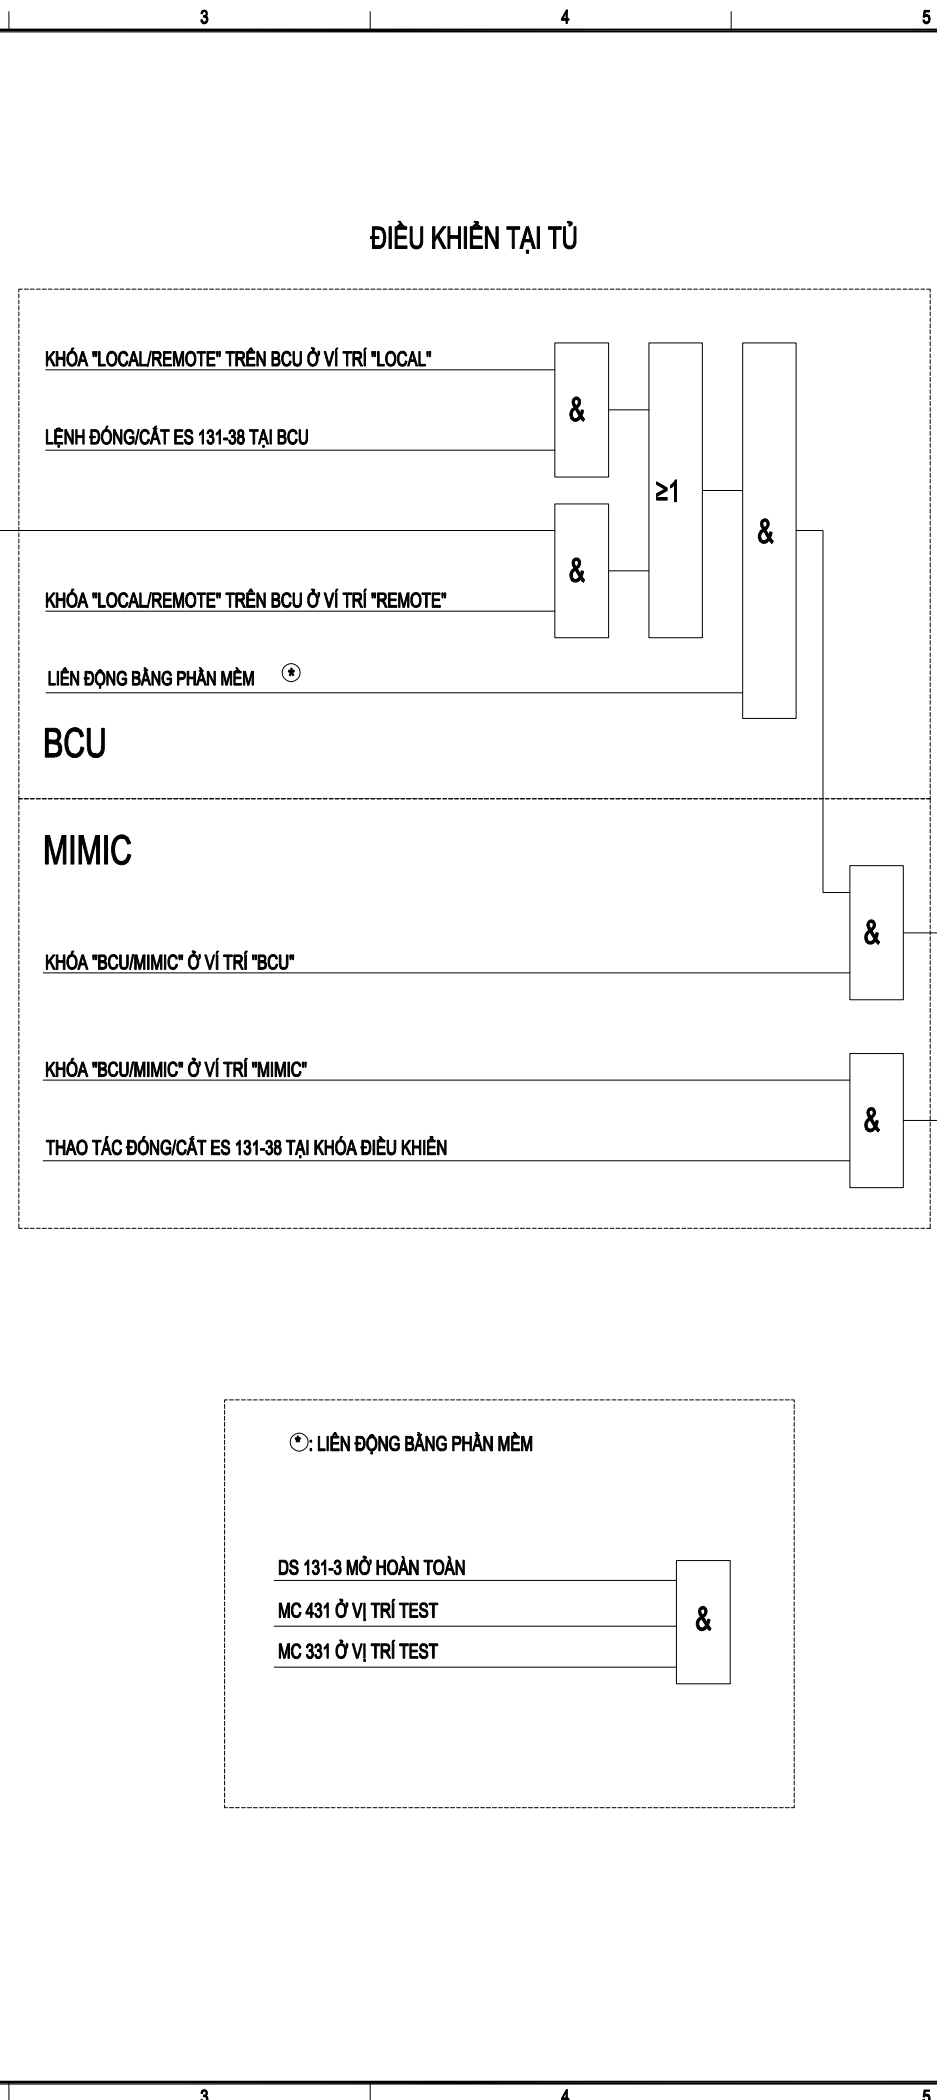 3 4 5
ĐIỀU KHIỂN TẠI TỦ
KHÓA "LOCAL/REMOTE" TRÊN BCU Ở VÍ TRÍ "LOCAL"
&
LỆNH ĐÓNG/CẮT ES 131-38 TẠI BCU
≥1
&
&
KHÓA "LOCAL/REMOTE" TRÊN BCU Ở VÍ TRÍ "REMOTE"
LIÊN ĐỘNG BẰNG PHẦN MỀM *
BCU
MIMIC
&
KHÓA "BCU/MIMIC" Ở VÍ TRÍ "BCU"
KHÓA "BCU/MIMIC" Ở VÍ TRÍ "MIMIC"
&
THAO TÁC ĐÓNG/CẮT ES 131-38 TẠI KHÓA ĐIỀU KHIỂN
*: LIÊN ĐỘNG BẰNG PHẦN MỀM
DS 131-3 MỞ HOÀN TOÀN
MC 431 Ở VỊ TRÍ TEST
&
MC 331 Ở VỊ TRÍ TEST
3 4 5